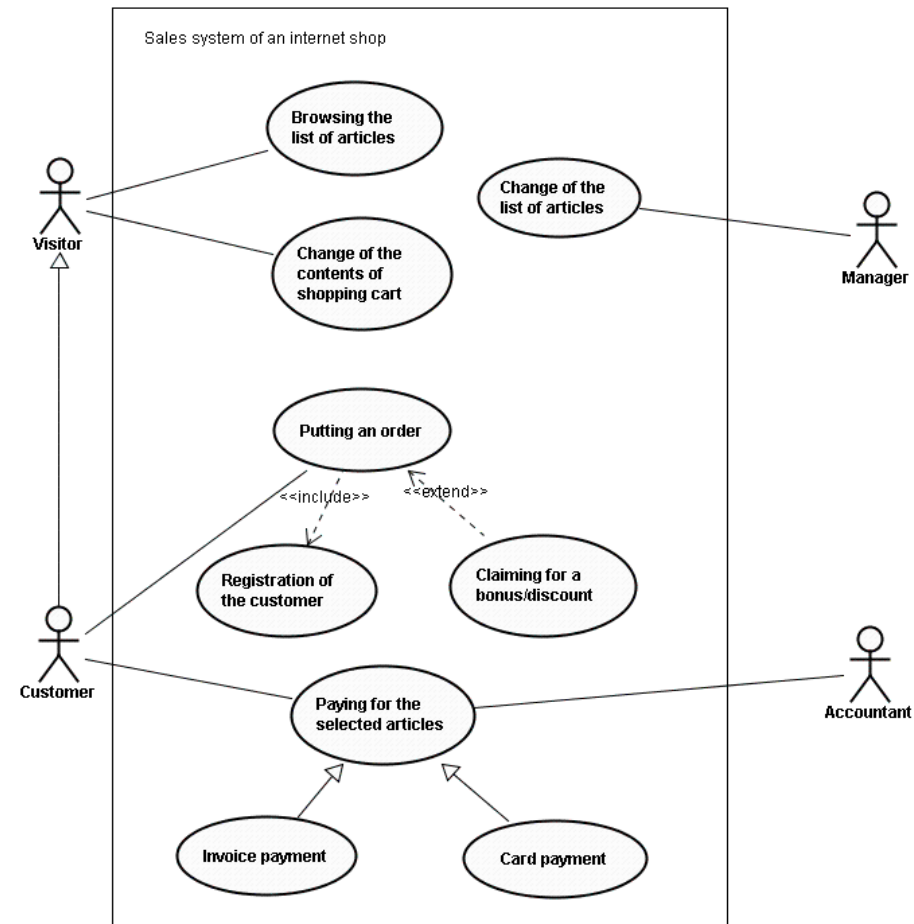 Sales system of an internet shop
Browsing the
list of articles
Change of the
list of articles
Visitor
Change of the
contents of
shopping cart
Manager
Putting an order
<<include>>
<<extend>>
Registration of
the customer
Claiming for a
bonus/discount
Customer
Paying for the
selected articles
Accountant
Invoice payment
Card payment